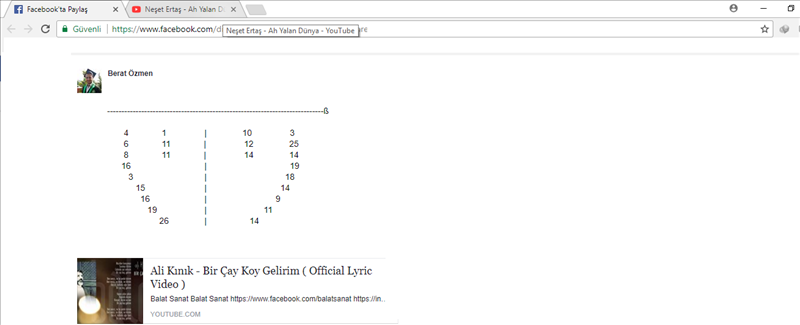 Facebook'ta Paylaş
Neşet Ertaş - Ah Yalan Dü
Güvenli | https://www.facebook.com/d
Neşet Ertaş - Ah Yalan Dünya - YouTube
re
Berat Özmen
---------------------------------------------------------------------------ß
4 1 | 10 3
6 11 | 12 25
8 11 | 14 14
16 | 19
3 | 18
15 | 14
16 | 9
19 | 11
26 | 14
Ali Kınık - Bir Çay Koy Gelirim ( Official Lyric
Video )
Balat Sanat Balat Sanat https://www.facebook.com/balatsanat https://in...
YOUTUBE.COM